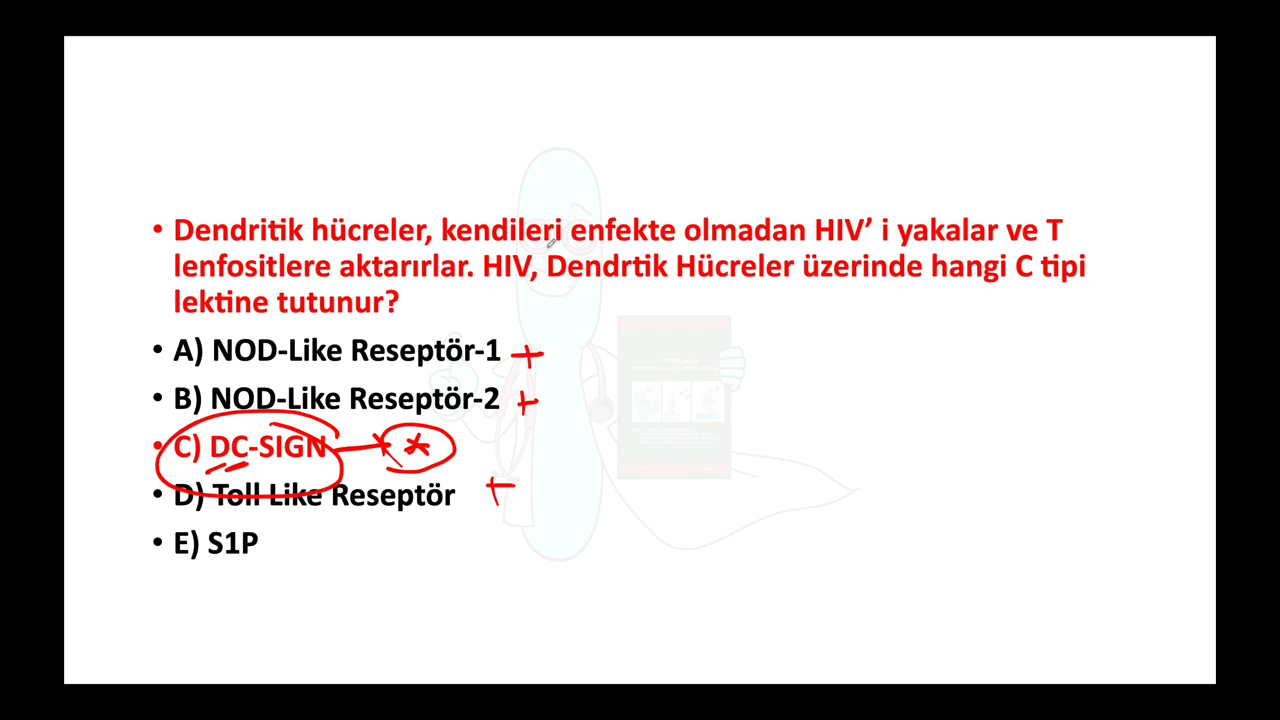 • Dendritik hücreler, kendileri enfekte olmadan HIV' i yakalar ve T
lenfositlere aktarırlar. HIV, Dendrtik Hücreler üzerinde hangi C tipi
lektine tutunur?
• A) NOD-Like Reseptör-1 +
• B) NOD-Like Reseptör-2 +
• C) DC-SIGN *
• D) Toll Like Reseptör +
• E) S1P